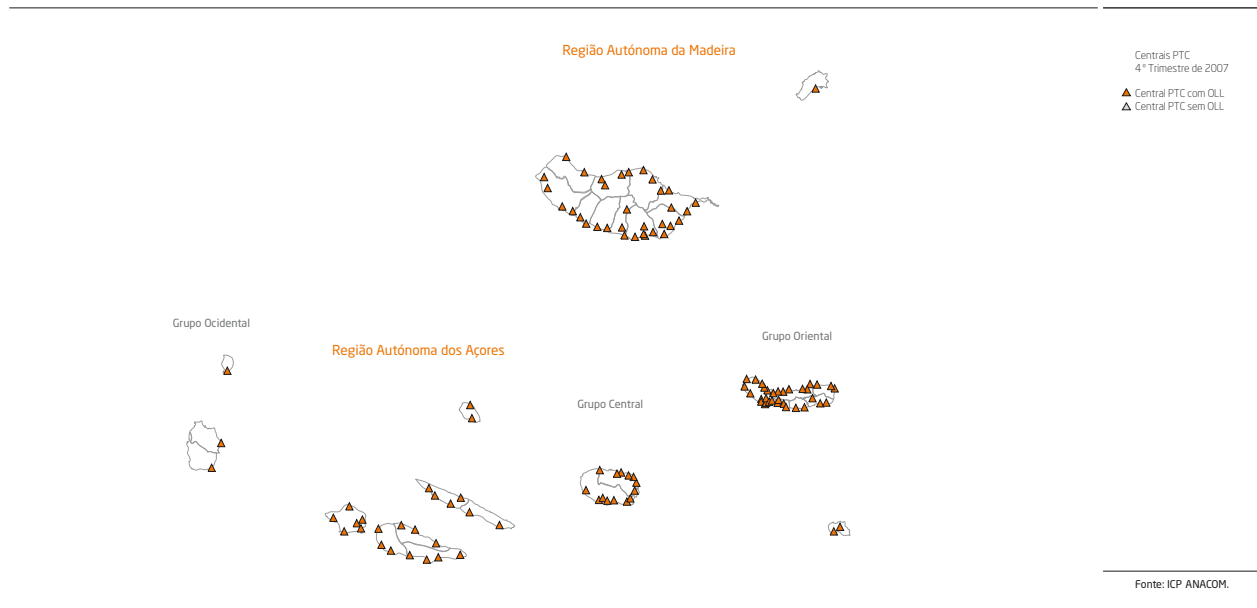 Região Autónoma da Madeira
Centrais PTC
4º Trimestre de 2007
Central PTC com OLL
Central PTC sem OLL
Grupo Ocidental
Região Autónoma dos Açores
Grupo Oriental
Grupo Central
Fonte: ICP ANACOM.